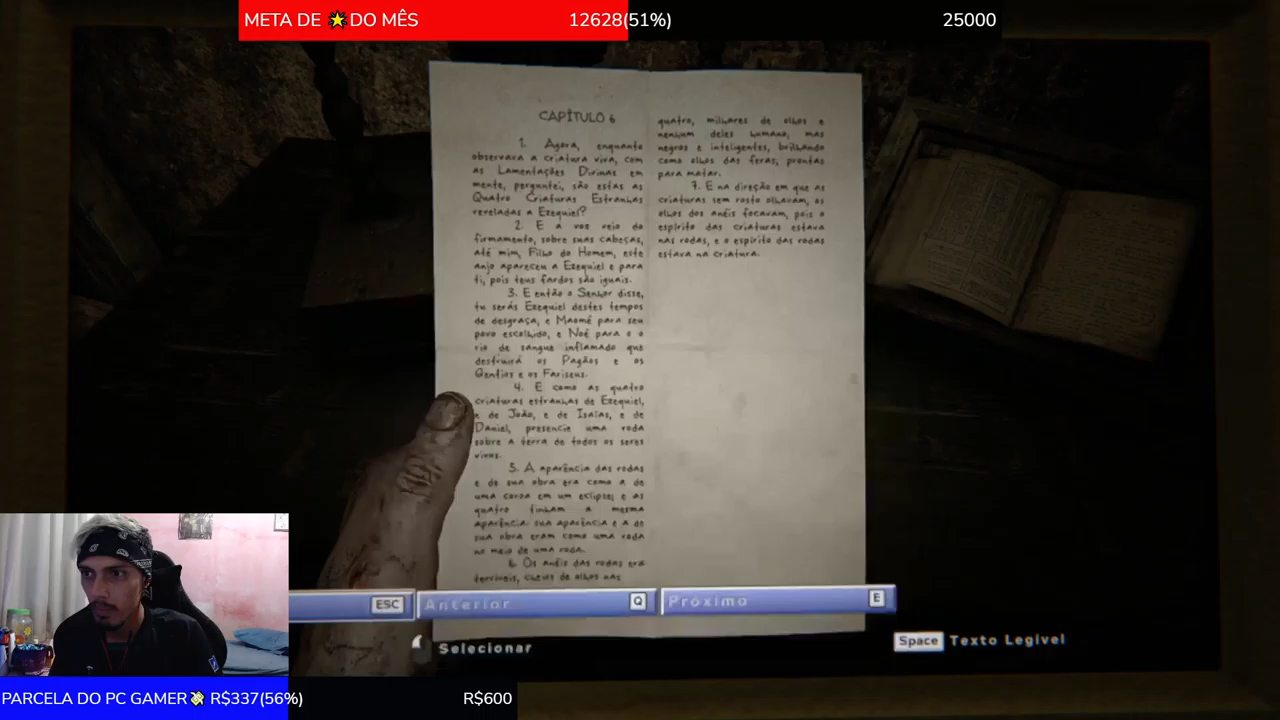 META DE 🌟DO MÊS 12628(51%) 25000
CAPÍTULO 6
1. Agora, enquanto
observava a criatura viva, com
as Lamentações Divinas em
mente, perguntei, são estas as
Quatro Criaturas Estranhas
reveladas a Ezequiel?
2. E a voz veio do
firmamento, sobre suas cabeças,
até mim, Filho do Homem, este
anjo apareceu a Ezequiel e para
ti, pois teus fardos são iguais.
3. E então o Senhor disse,
tu serás Ezequiel destes tempos
de desgraça, e Maomé para seu
povo escolhido, e Noé para o o
rio de sangue inflamado que
destruirá os Pagãos e os
Gentios e os Fariseus.
4. E como as quatro
criaturas estranhas de Ezequiel,
e de João, e de Isaías, e de
Daniel, presencie uma roda
sobre a terra de todos os seres
vivos.
5. A aparência das rodas
e de sua obra era como a de
uma coroa em um eclipse; e as
quatro tinham a mesma
aparência: sua aparência e a de
sua obra eram como uma roda
no meio de uma roda.
6. Os anéis das rodas era
terríveis, cheios de olhos nas
quatro, milhares de olhos e
nenhum deles humano, mas
negros e inteligentes, brilhando
como olhos das feras, prontas
para matar.
7. E na direção em que as
criaturas sem rosto olhavam, os
olhos dos anéis focavam, pois o
espírito das criaturas estava
nas rodas, e o espírito das rodas
estava na criatura.
ESC Anterior Q Próximo E
Selecionar
Space Texto Legível
PARCELA DO PC GAMER💸 R$337(56%) R$600